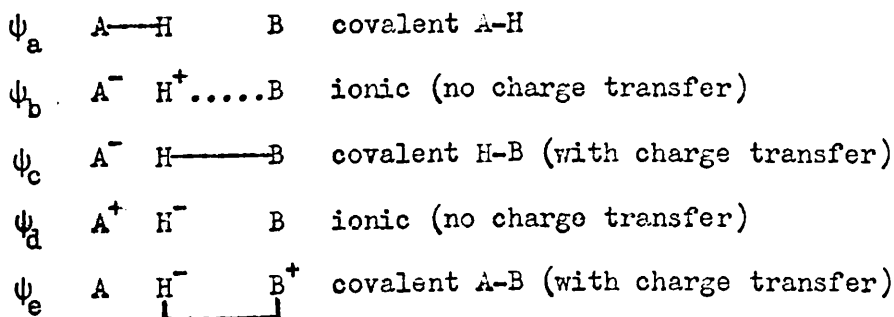 ψa A—H B covalent A-H
ψb A⁻ H⁺.....B ionic (no charge transfer)
ψc A⁻ H—B covalent H-B (with charge transfer)
ψd A⁺ H⁻ B ionic (no charge transfer)
ψe A H⁻ B⁺ covalent A-B (with charge transfer)